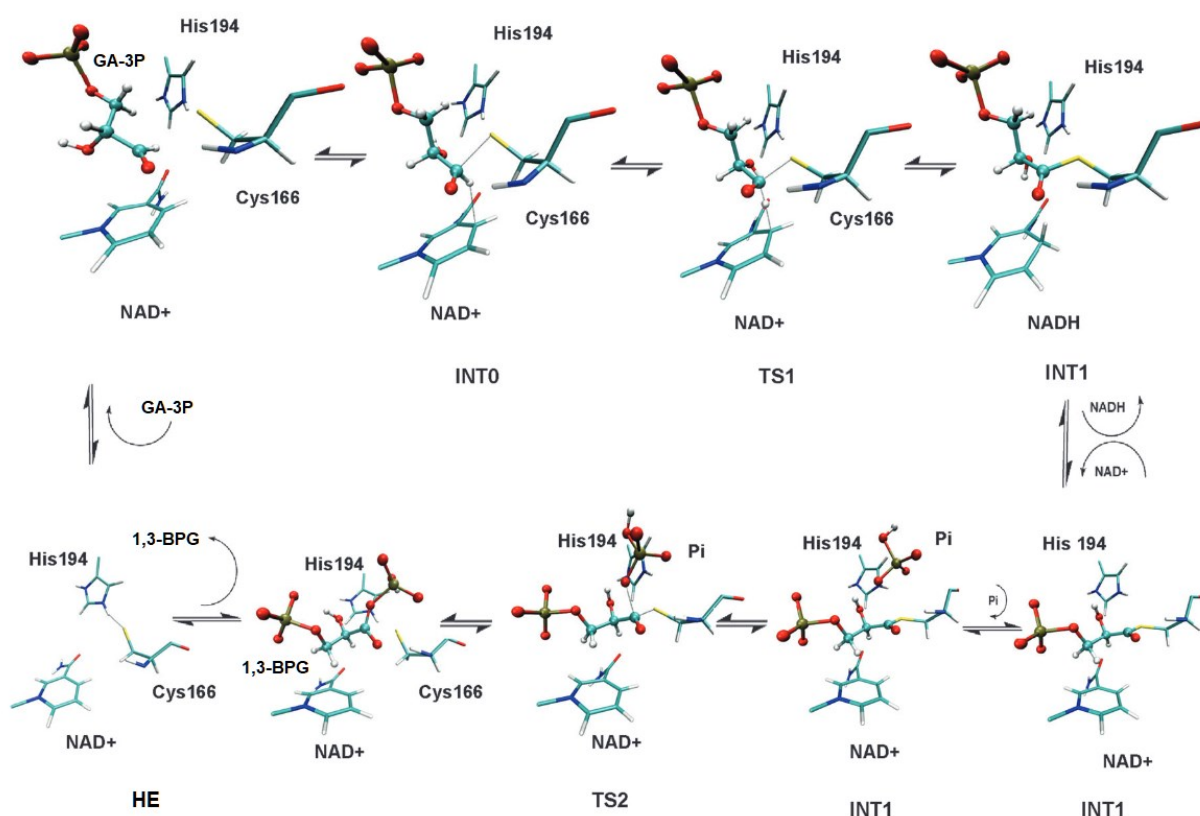 His194
GA-3P
Cys166
NAD+
His194
Cys166
NAD+
INT0
His194
Cys166
NAD+
TS1
His194
NADH
INT1
GA-3P
NADH
NAD+
1,3-BPG
His194
Cys166
NAD+
HE
His194
1,3-BPG
Cys166
NAD+
His194
Pi
NAD+
TS2
His194
Pi
NAD+
INT1
Pi
His 194
NAD+
INT1